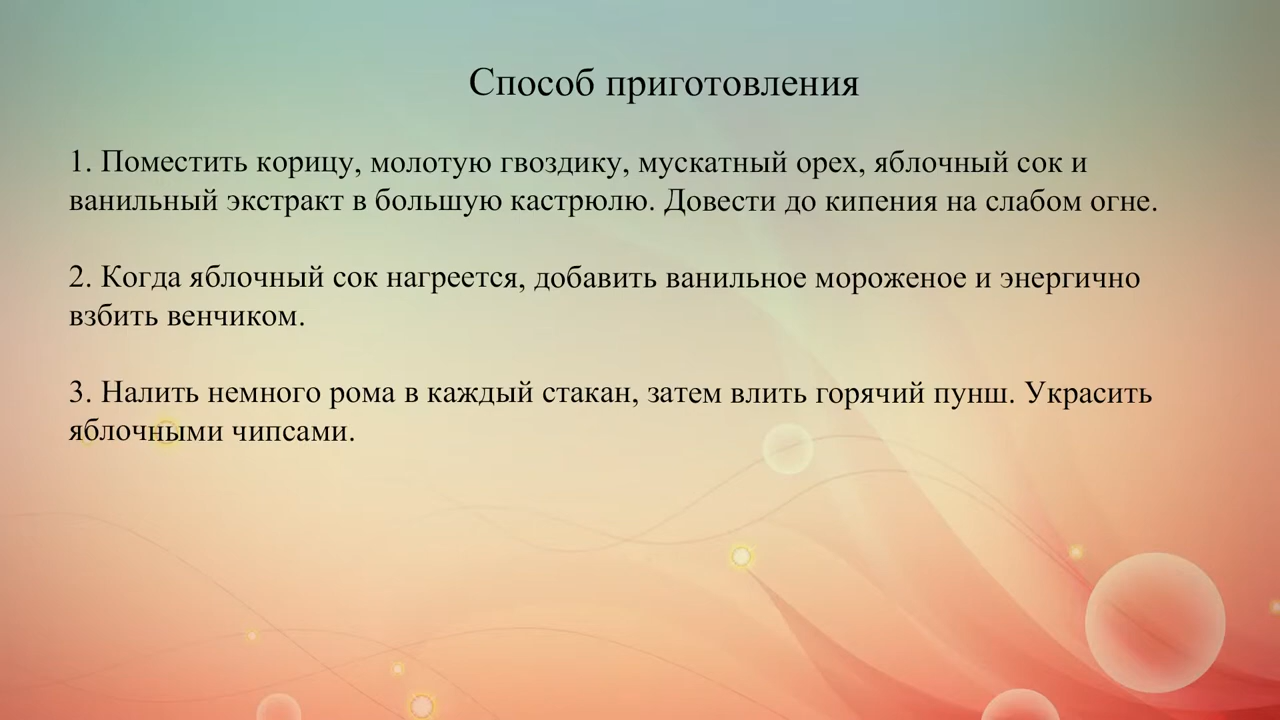 Способ приготовления
1. Поместить корицу, молотую гвоздику, мускатный орех, яблочный сок и
ванильный экстракт в большую кастрюлю. Довести до кипения на слабом огне.
2. Когда яблочный сок нагреется, добавить ванильное мороженое и энергично
взбить венчиком.
3. Налить немного рома в каждый стакан, затем влить горячий пунш. Украсить
яблочными чипсами.